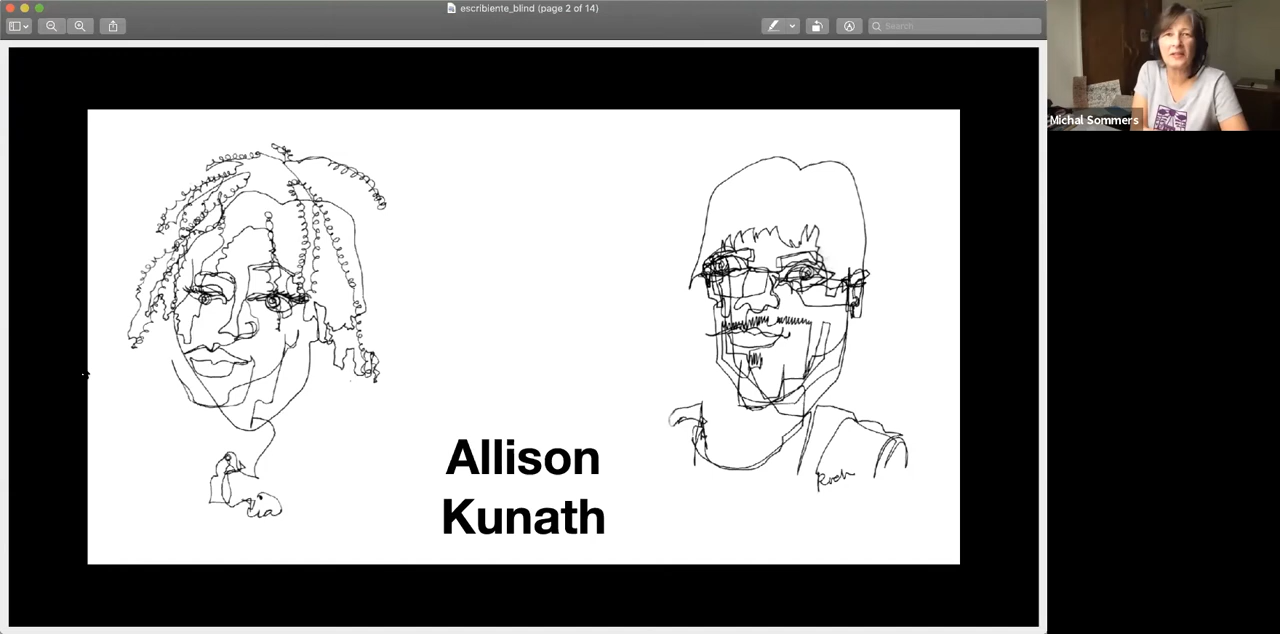 escribiente_blind (page 2 of 14)
Search
Michal Sommers
Allison
Kunath